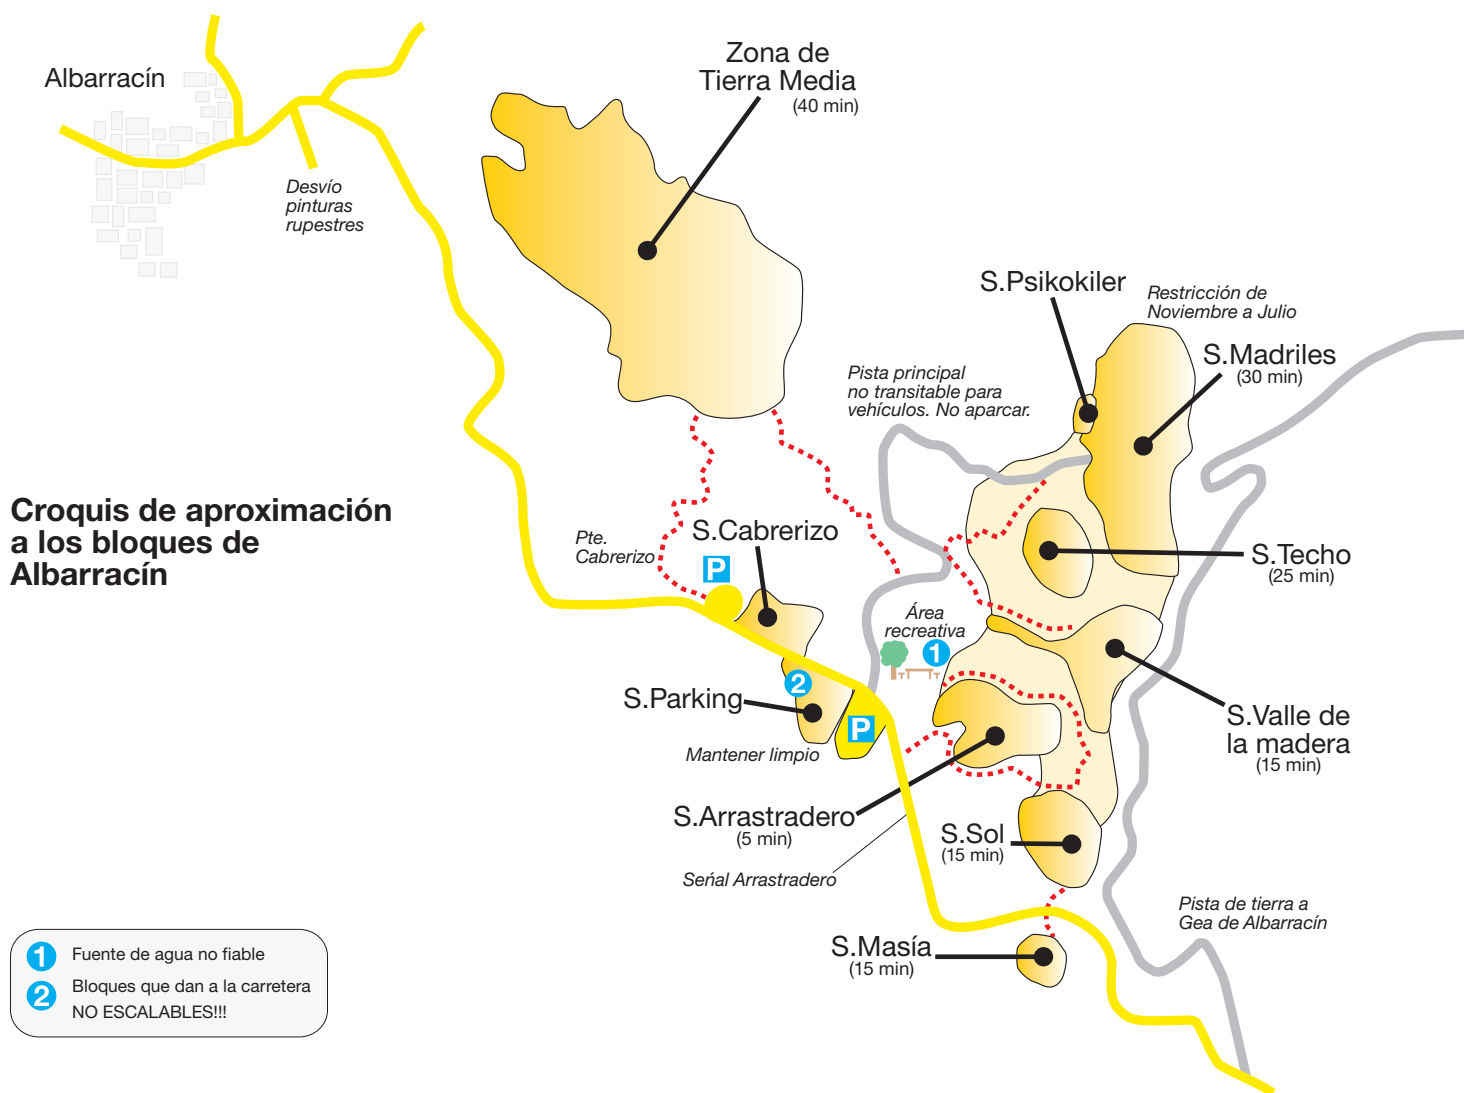 Albarracín
Zona de
Tierra Media
(40 min)
Desvío
pinturas
rupestres
S.Psikokiler
Restricción de
Noviembre a Julio
S.Madriles
(30 min)
Pista principal
no transitable para
vehículos. No aparcar.
Croquis de aproximación
a los bloques de
Albarracín
Pte.
Cabrerizo
S.Cabrerizo
P
S.Techo
(25 min)
Área
recreativa
1
2
S.Parking
P
Mantener limpio
S.Valle de
la madera
(15 min)
S.Arrastradero
(5 min)
S.Sol
(15 min)
Seńal Arrastradero
Pista de tierra a
Gea de Albarracín
S.Masía
(15 min)
1 Fuente de agua no fiable
2 Bloques que dan a la carretera
NO ESCALABLES!!!